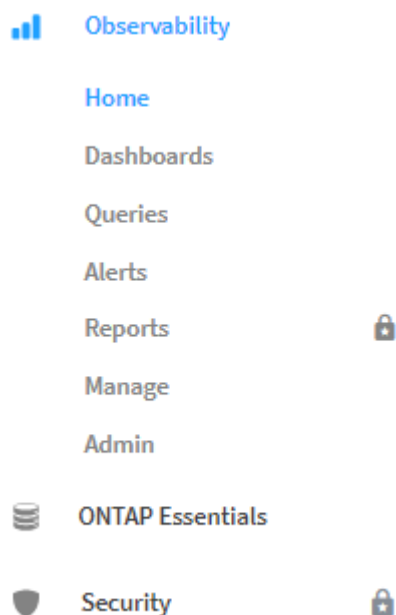 Observability
Home
Dashboards
Queries
Alerts
Reports
Manage
Admin
ONTAP Essentials
Security